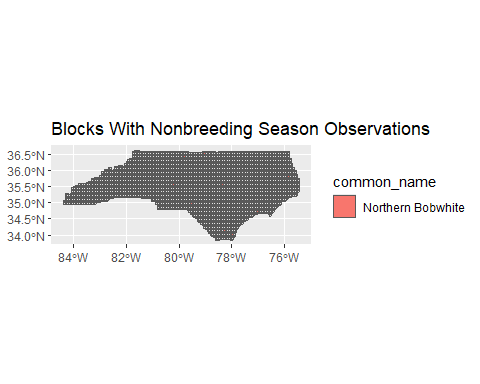 Blocks With Nonbreeding Season Observations
36.5°N
36.0°N
35.5°N
35.0°N
34.5°N
34.0°N
84°W 82°W 80°W 78°W 76°W
common_name
Northern Bobwhite